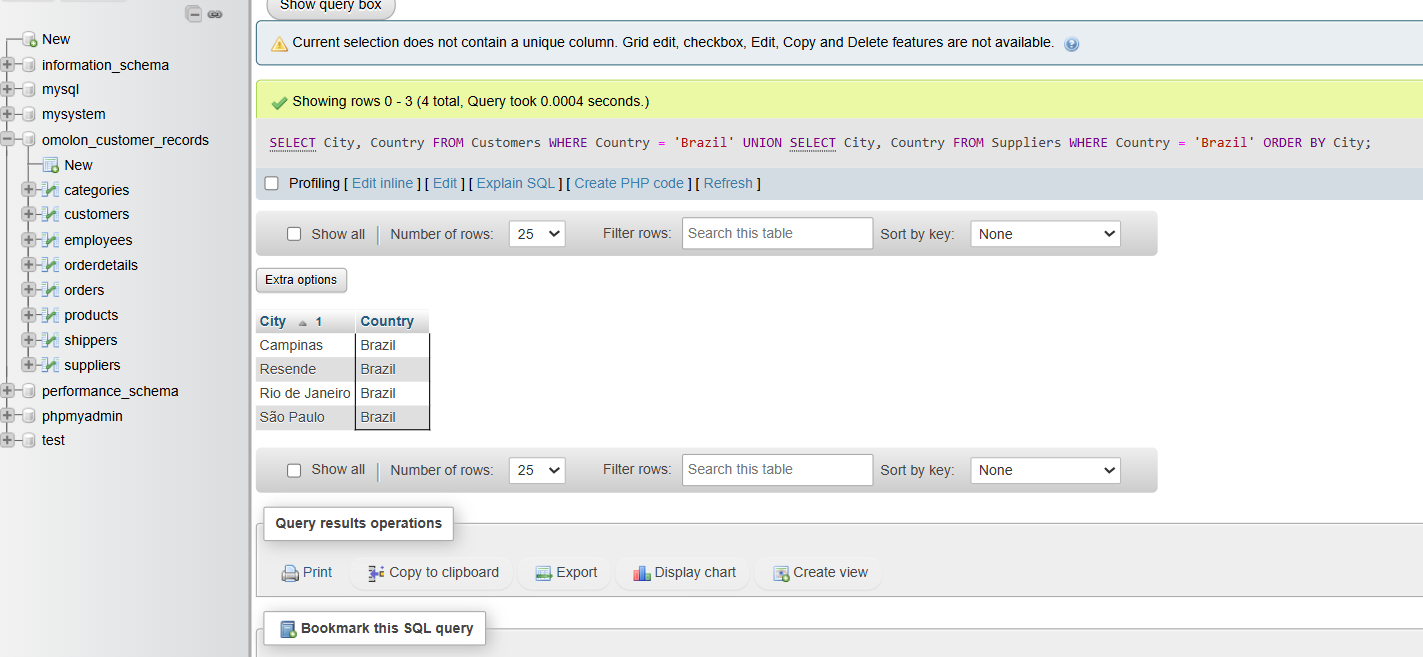 New
information_schema
mysql
mysystem
omolon_customer_records
New
categories
customers
employees
orderdetails
orders
products
shippers
suppliers
performance_schema
phpmyadmin
test
Show query box
Current selection does not contain a unique column. Grid edit, checkbox, Edit, Copy and Delete features are not available.
Showing rows 0 - 3 (4 total, Query took 0.0004 seconds.)
SELECT City, Country FROM Customers WHERE Country = 'Brazil' UNION SELECT City, Country FROM Suppliers WHERE Country = 'Brazil' ORDER BY City;
Profiling [ Edit inline ] [ Edit ] [ Explain SQL ] [ Create PHP code ] [ Refresh ]
Show all | Number of rows: 25 Filter rows: Search this table Sort by key: None
Extra options
City 1 Country
Campinas Brazil
Resende Brazil
Rio de Janeiro Brazil
São Paulo Brazil
Show all | Number of rows: 25 Filter rows: Search this table Sort by key: None
Query results operations
Print Copy to clipboard Export Display chart Create view
Bookmark this SQL query